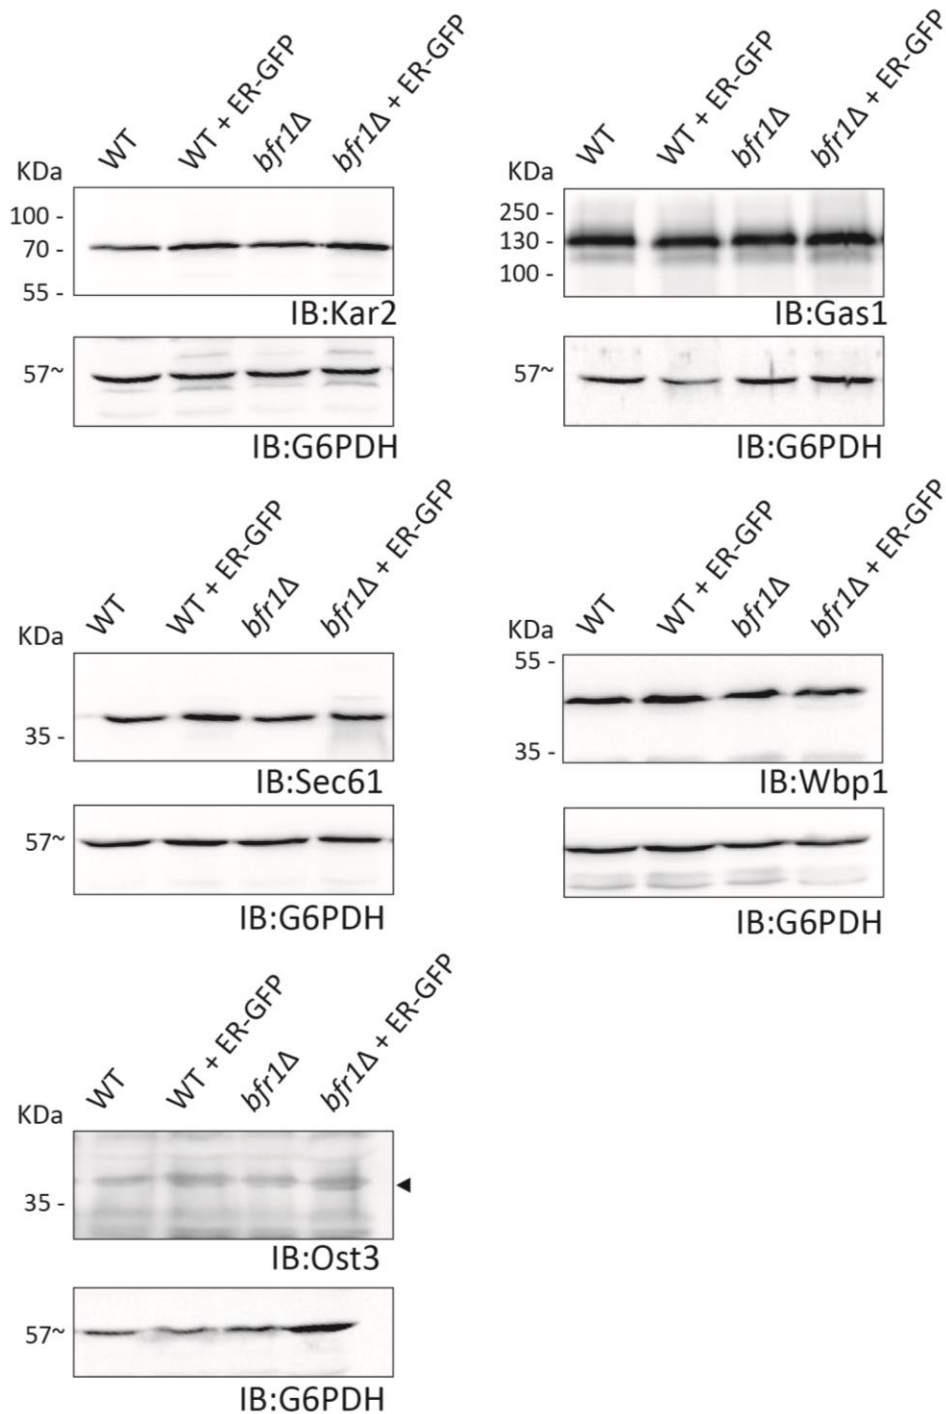 WT
WT + ER-GFP
bfr1Δ
bfr1Δ + ER-GFP
KDa
100 -
70 -
55 -
IB:Kar2
57~
IB:G6PDH
WT
WT + ER-GFP
bfr1Δ
bfr1Δ + ER-GFP
KDa
250 -
130 -
100 -
IB:Gas1
57~
IB:G6PDH
WT
WT + ER-GFP
bfr1Δ
bfr1Δ + ER-GFP
KDa
35 -
IB:Sec61
57~
IB:G6PDH
WT
WT + ER-GFP
bfr1Δ
bfr1Δ + ER-GFP
KDa
55 -
35 -
IB:Wbp1
IB:G6PDH
WT
WT + ER-GFP
bfr1Δ
bfr1Δ + ER-GFP
KDa
35 -
IB:Ost3
57~
IB:G6PDH